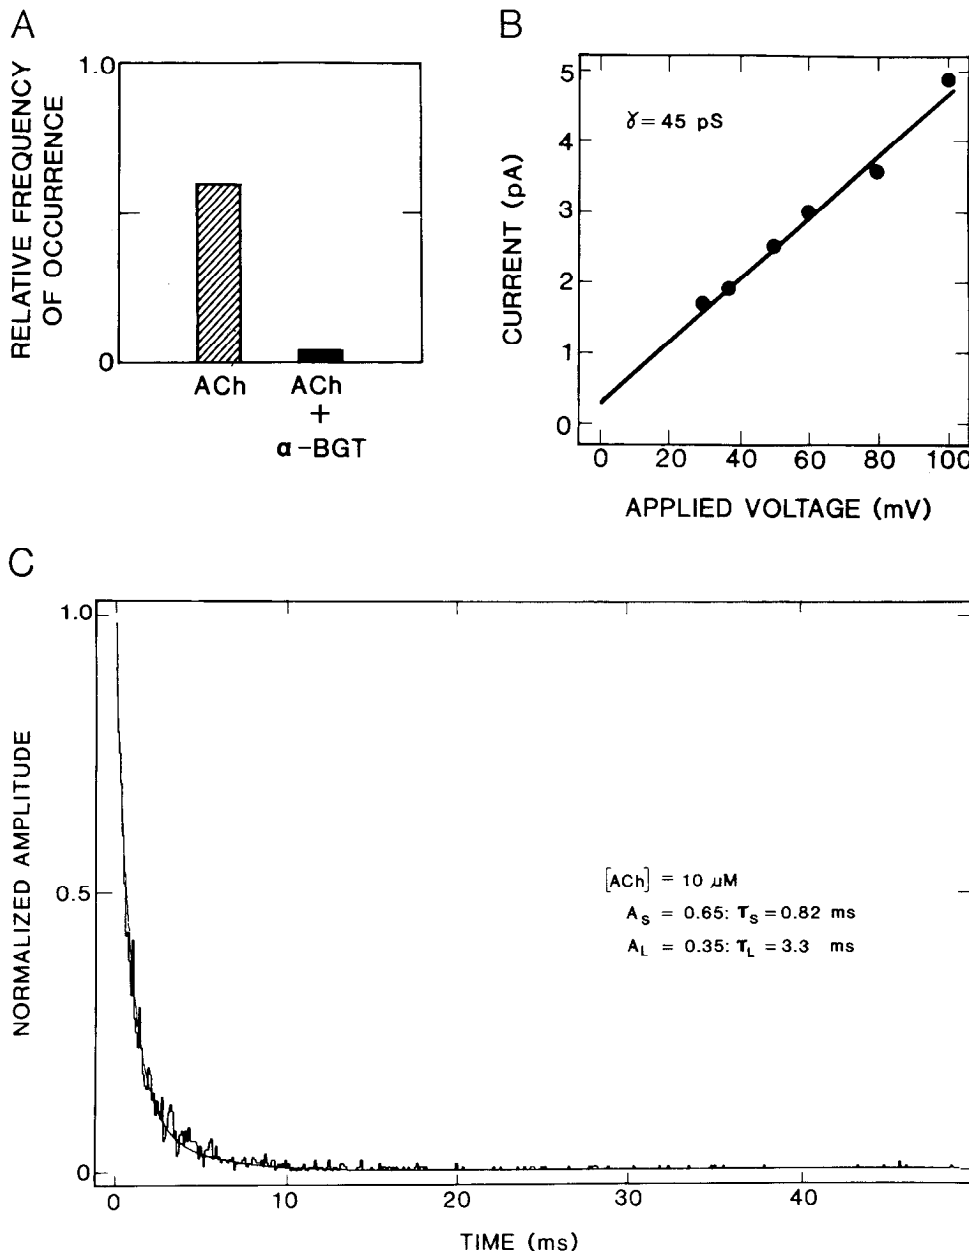 A
RELATIVE FREQUENCY
OF OCCURRENCE
1.0
0
ACh
ACh
+
α-BGT
B
CURRENT (pA)
5
4
3
2
1
0
γ = 45 pS
0 20 40 60 80 100
APPLIED VOLTAGE (mV)
C
NORMALIZED AMPLITUDE
1.0
0.5
0
[ACh] = 10 μM
A_S = 0.65: τ_S = 0.82 ms
A_L = 0.35: τ_L = 3.3 ms
0 10 20 30 40
TIME (ms)